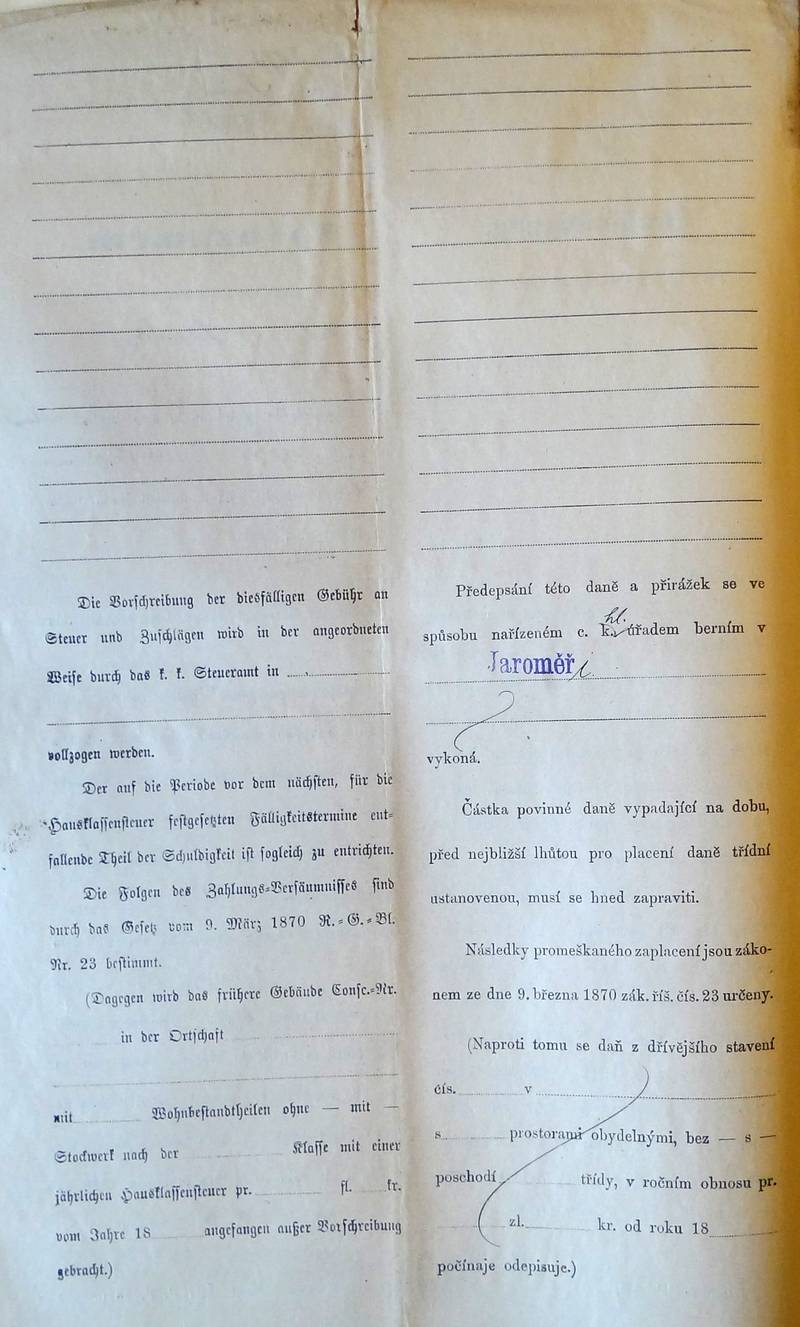 Die Vorschreibung der diesfälligen Gebühr an
Steuer und Zuschlägen wird in der angeordneten
Weise durch das k. k. Steueramt in
vollzogen werden.
Der auf die Periode vor dem nächsten, für die
Hausklassensteuer festgesetzten Fälligkeitstermine ent-
fallende Theil der Schuldigkeit ist sogleich zu entrichten.
Die Folgen des Zahlungs-Versäumnisses sind
durch das Gesetz vom 9. März 1870 R.-G.-Bl.
Nr. 23 bestimmt.
(Dagegen wird das frühere Gebäude Consc.-Nr.
in der Ortschaft
mit Wohnbestandtheilen ohne — mit —
Stockwerk nach der Klasse mit einer
jährlichen Hausklassensteuer pr. fl. kr.
vom Jahre 18 angefangen außer Vorschreibung
gebracht.)
Předepsání této daně a přirážek se ve
hl.
spůsobu nařízeném c. k. úřadem berním v
Jaroměři
vykoná.
Částka povinné daně vypadající na dobu,
před nejbližší lhůtou pro placení daně třídní
ustanovenou, musí se hned zapraviti.
Následky promeškaného zaplacení jsou záko-
nem ze dne 9. března 1870 zák. říš. čís. 23 určeny.
(Naproti tomu se daň z dřívějšího stavení
čís. v
s prostorami obydelnými, bez — s —
poschodí třídy, v ročním obnosu pr.
zl. kr. od roku 18
počínaje odepisuje.)